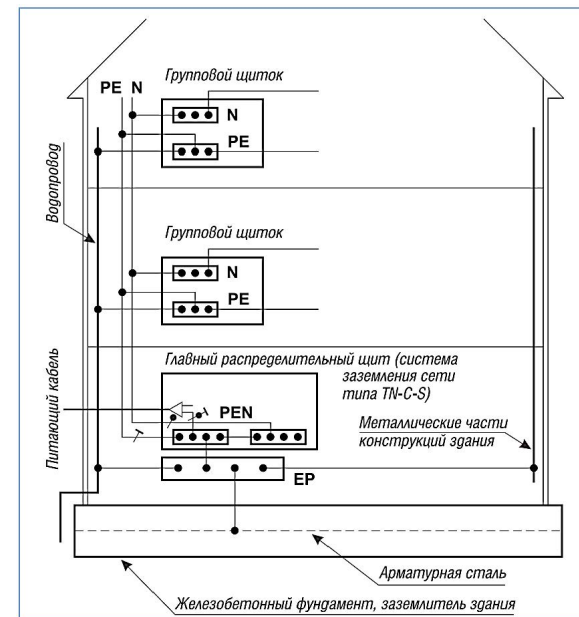 Групповой щиток
PE N
N
PE
Водопровод
Групповой щиток
N
PE
Главный распределительный щит (система
заземления сети
типа TN-C-S)
Питающий кабель
PEN
Металлические части
конструкций здания
EP
Арматурная сталь
Железобетонный фундамент, заземлитель здания